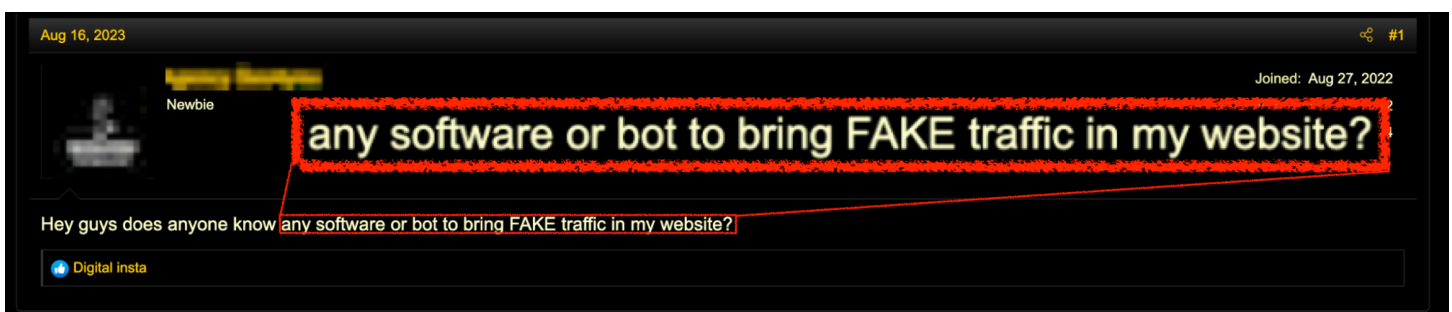 Aug 16, 2023
#1
Joined: Aug 27, 2022
Newbie
2
any software or bot to bring FAKE traffic in my website?
Hey guys does anyone know any software or bot to bring FAKE traffic in my website?
Digital insta